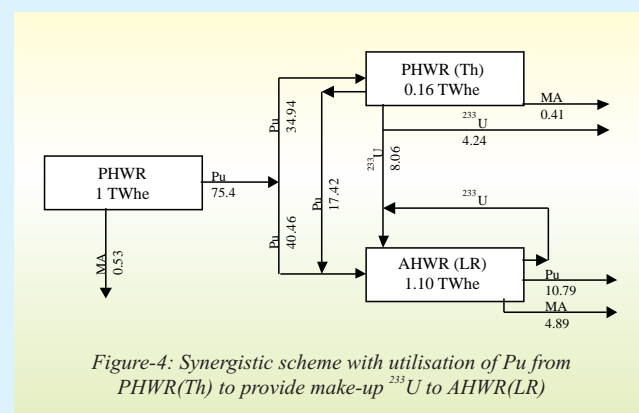 PHWR (Th)
0.16 TWhe
MA
0.41
²³³U
4.24
Pu
34.94
Pu
17.42
²³³U
8.06
PHWR
1 TWhe
Pu
75.4
MA
0.53
Pu
40.46
²³³U
AHWR (LR)
1.10 TWhe
Pu
10.79
MA
4.89
Figure-4: Synergistic scheme with utilisation of Pu from
PHWR(Th) to provide make-up ²³³U to AHWR(LR)